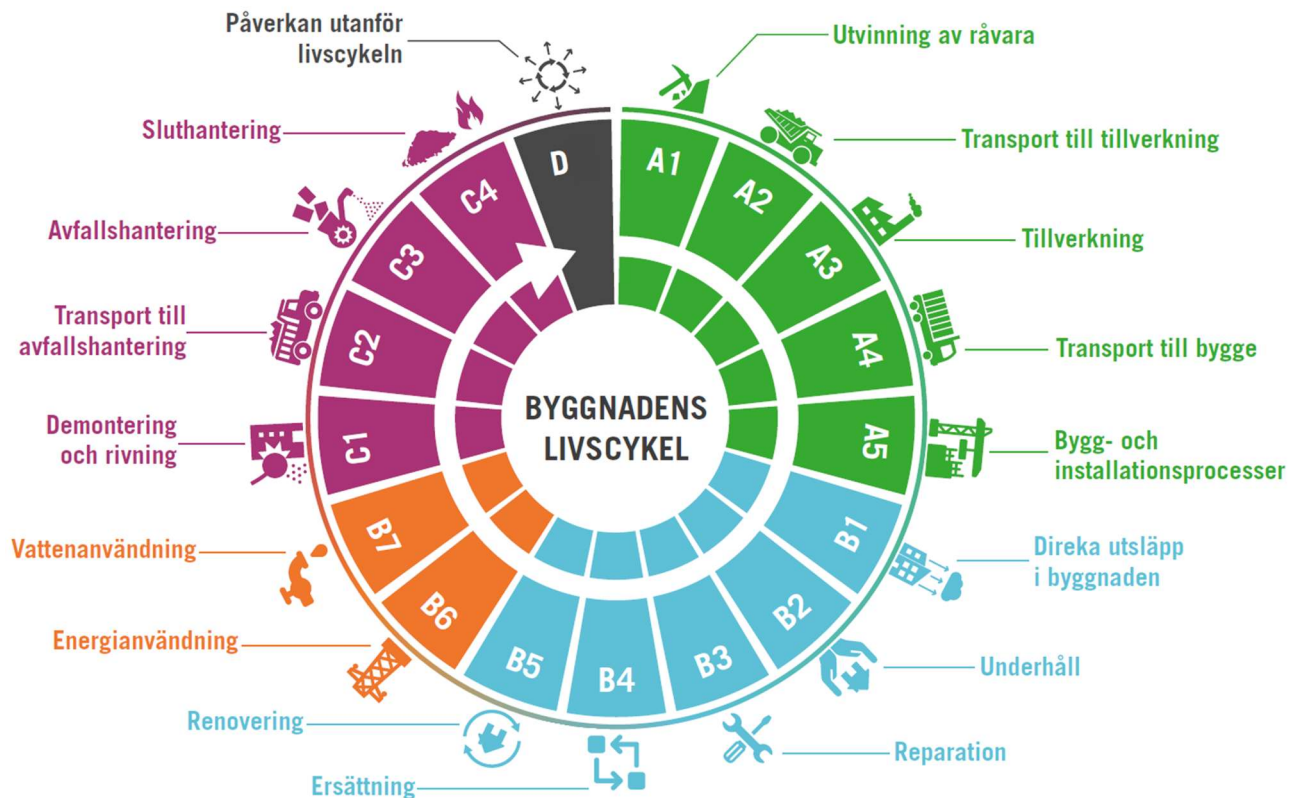 Påverkan utanför
livscykeln
Utvinning av råvara
Transport till tillverkning
Tillverkning
Transport till bygge
Bygg- och
installationsprocesser
Direka utsläpp
i byggnaden
Underhåll
Reparation
Ersättning
Renovering
Energianvändning
Vattenanvändning
Demontering
och rivning
Transport till
avfallshantering
Avfallshantering
Sluthantering
A1
A2
A3
A4
A5
B1
B2
B3
B4
B5
B6
B7
C1
C2
C3
C4
D
BYGGNADENS
LIVSCYKEL